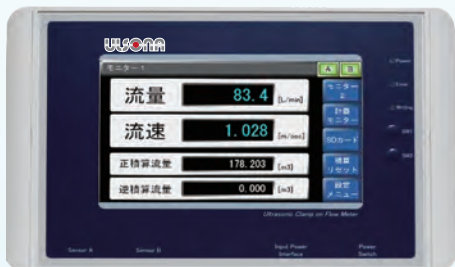 ULSONA
モニター 1
A B
流量 83.4 [L/min]
流速 1.028 [m/sec]
正積算流量 178.203 [m3]
逆積算流量 0.000 [m3]
モニター
2
計器
モニター
SDカード
積算
リセット
設定
メニュー
Power
Error
Writing
SW1
SW2
Ultrasonic Clamp on Flow Meter
Sensor A
Sensor B
Input Power
Interface
Power
Switch